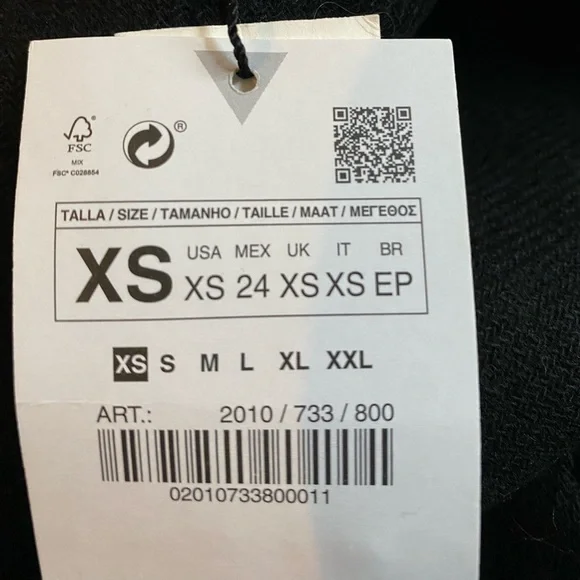 ®
FSC
MIX
FSC® C028854
TALLA / SIZE / TAMANHO / TAILLE / MAAT / ΜΕΓΕΘΟΣ
XS
USA MEX UK IT BR
XS 24 XS XS EP
XS S M L XL XXL
ART.: 2010 / 733 / 800
02010733800011